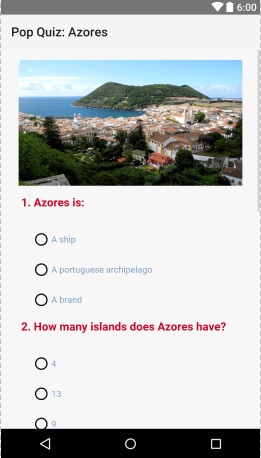 6:00
Pop Quiz: Azores
1. Azores is:
A ship
A portuguese archipelago
A brand
2. How many islands does Azores have?
4
13
9